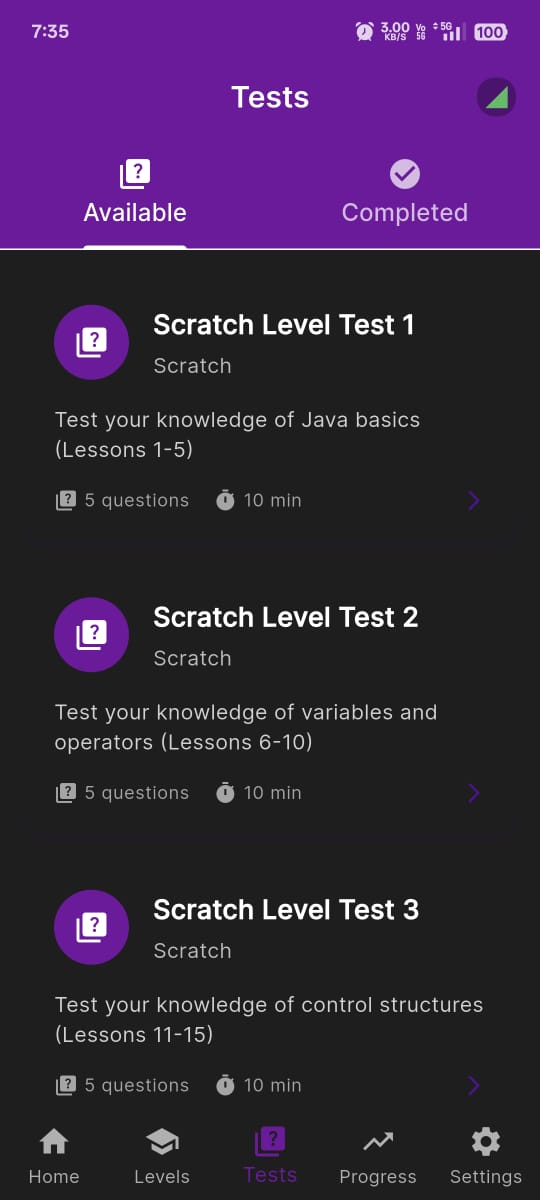 7:35
3.00 KB/S Vo 5G 5G 100
Tests
Available
Completed
Scratch Level Test 1
Scratch
Test your knowledge of Java basics
(Lessons 1-5)
5 questions 10 min
Scratch Level Test 2
Scratch
Test your knowledge of variables and
operators (Lessons 6-10)
5 questions 10 min
Scratch Level Test 3
Scratch
Test your knowledge of control structures
(Lessons 11-15)
5 questions 10 min
Home Levels Tests Progress Settings